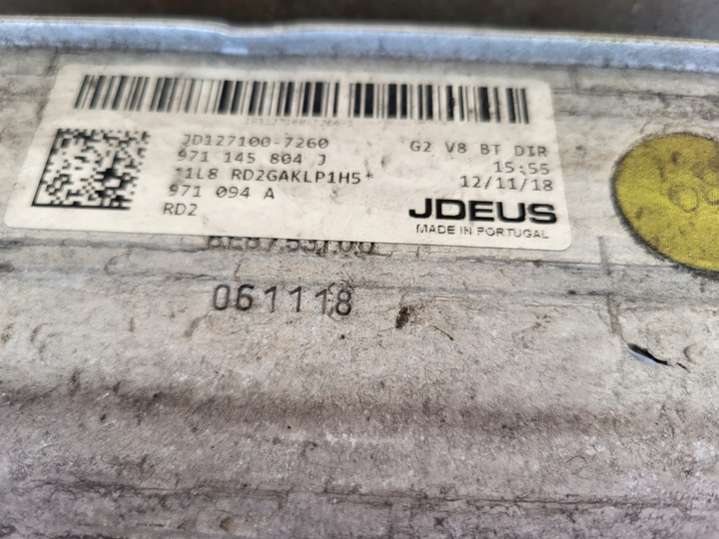 JD127100-7260
G2 V8 BT DIR
971 145 804 J
15:55
*1L8 RD2GAKLP1H5*
12/11/18
971 094 A
RD2
JDEUS
MADE IN PORTUGAL
061118